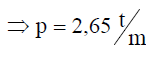 ⇒ p = 2,65 t/m